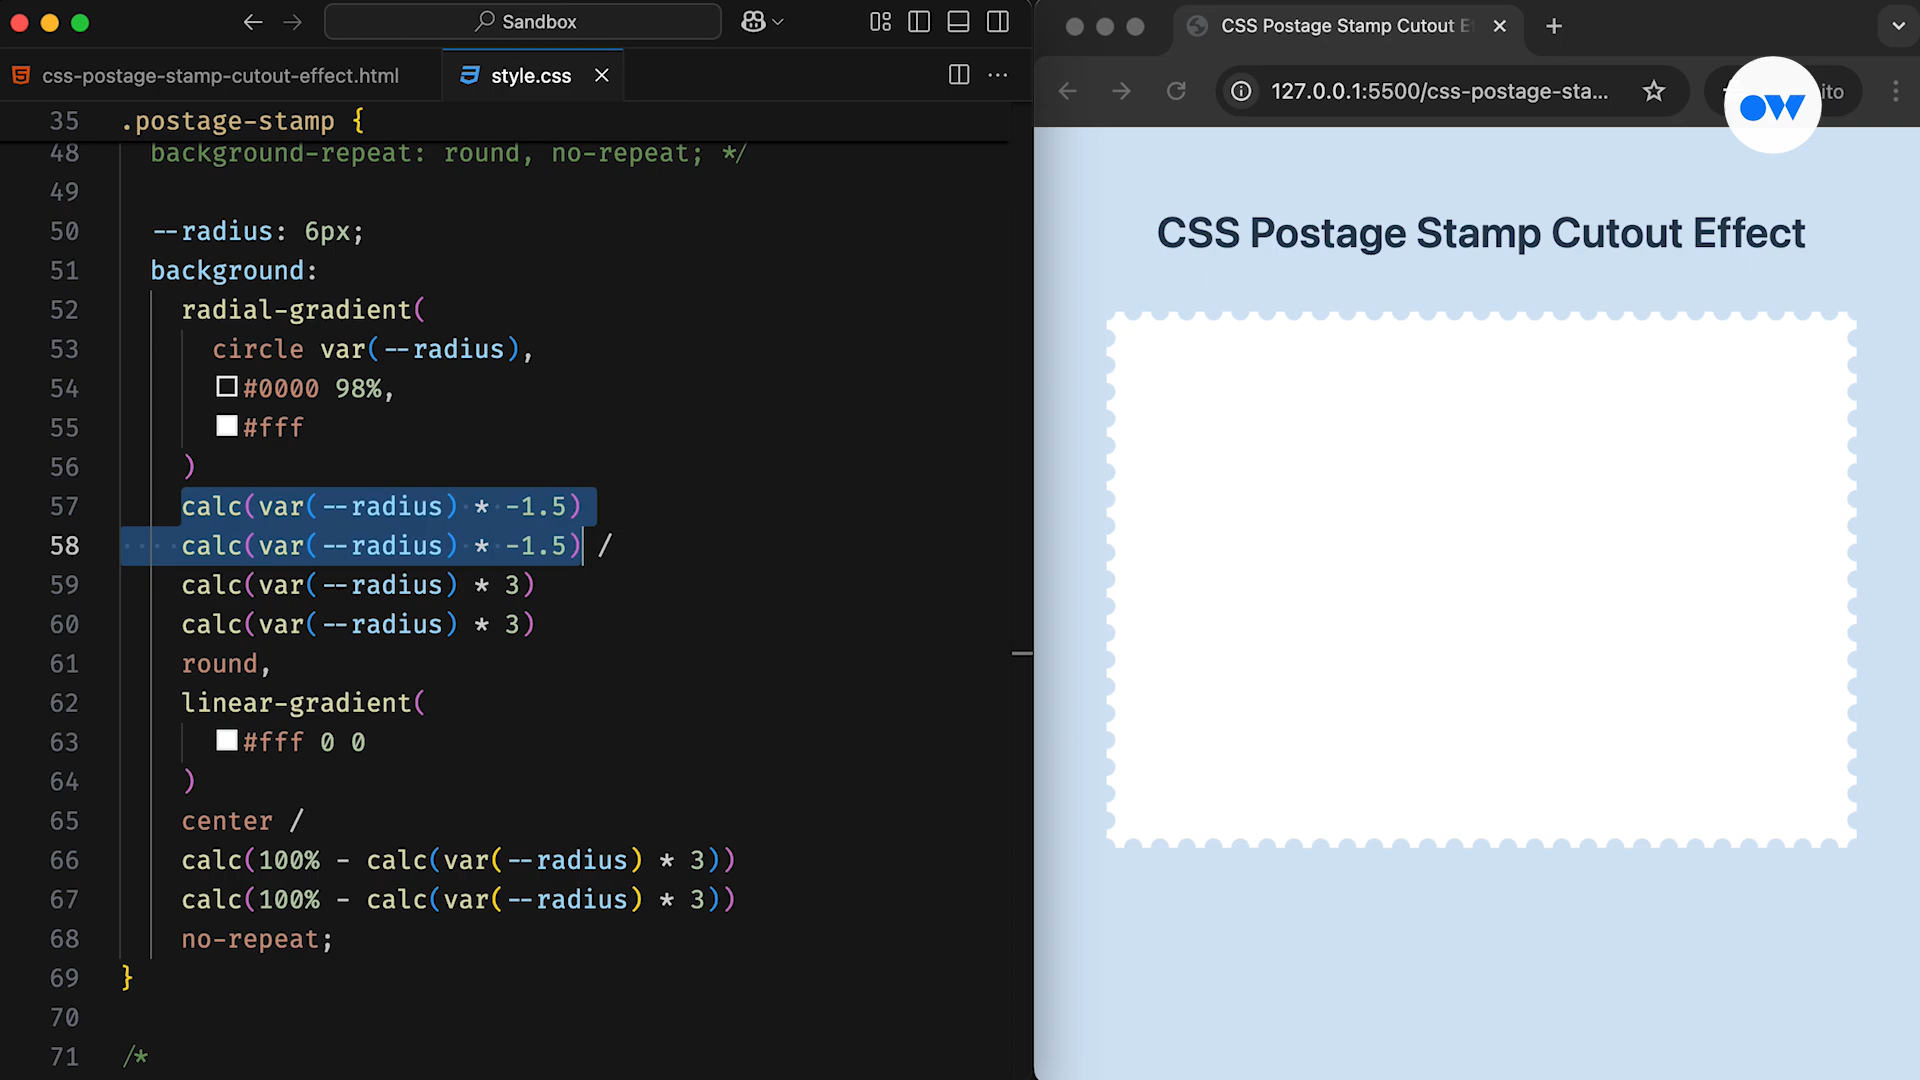 Sandbox
css-postage-stamp-cutout-effect.html
style.css
35 .postage-stamp {
48 background-repeat: round, no-repeat; */
49
50 --radius: 6px;
51 background:
52 radial-gradient(
53 circle var(--radius),
54 #0000 98%,
55 #fff
56 )
57 calc(var(--radius) * -1.5)
58 calc(var(--radius) * -1.5) /
59 calc(var(--radius) * 3)
60 calc(var(--radius) * 3)
61 round,
62 linear-gradient(
63 #fff 0 0
64 )
65 center /
66 calc(100% - calc(var(--radius) * 3))
67 calc(100% - calc(var(--radius) * 3))
68 no-repeat;
69 }
70
71 /*
CSS Postage Stamp Cutout E
127.0.0.1:5500/css-postage-sta...
ito
OW
CSS Postage Stamp Cutout Effect